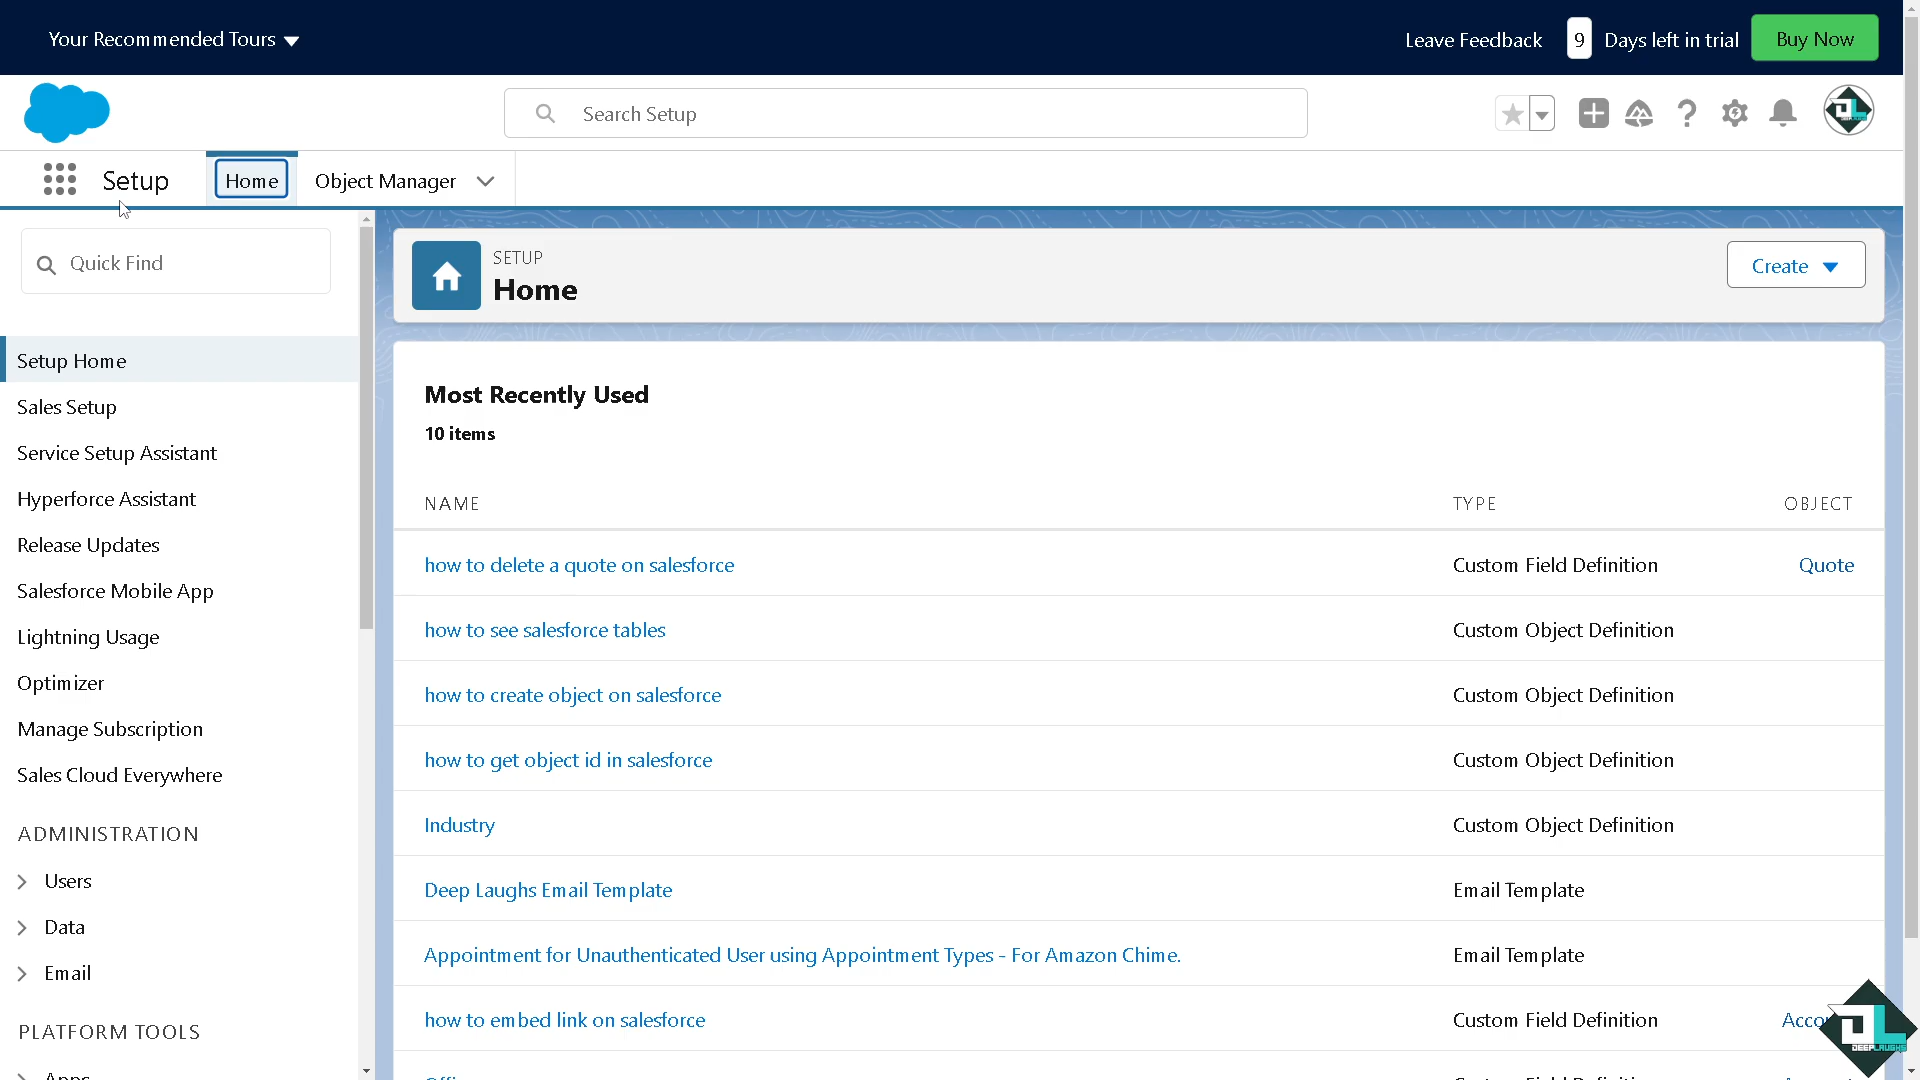 Your Recommended Tours
Leave Feedback 9 Days left in trial Buy Now
Search Setup
Setup Home Object Manager
Quick Find
Setup Home
Sales Setup
Service Setup Assistant
Hyperforce Assistant
Release Updates
Salesforce Mobile App
Lightning Usage
Optimizer
Manage Subscription
Sales Cloud Everywhere
ADMINISTRATION
Users
Data
Email
PLATFORM TOOLS
Apps
SETUP
Home
Create
Most Recently Used
10 items
NAME TYPE OBJECT
how to delete a quote on salesforce Custom Field Definition Quote
how to see salesforce tables Custom Object Definition
how to create object on salesforce Custom Object Definition
how to get object id in salesforce Custom Object Definition
Industry Custom Object Definition
Deep Laughs Email Template Email Template
Appointment for Unauthenticated User using Appointment Types - For Amazon Chime. Email Template
how to embed link on salesforce Custom Field Definition
Custom Field Definition
DEEPLAUGHS